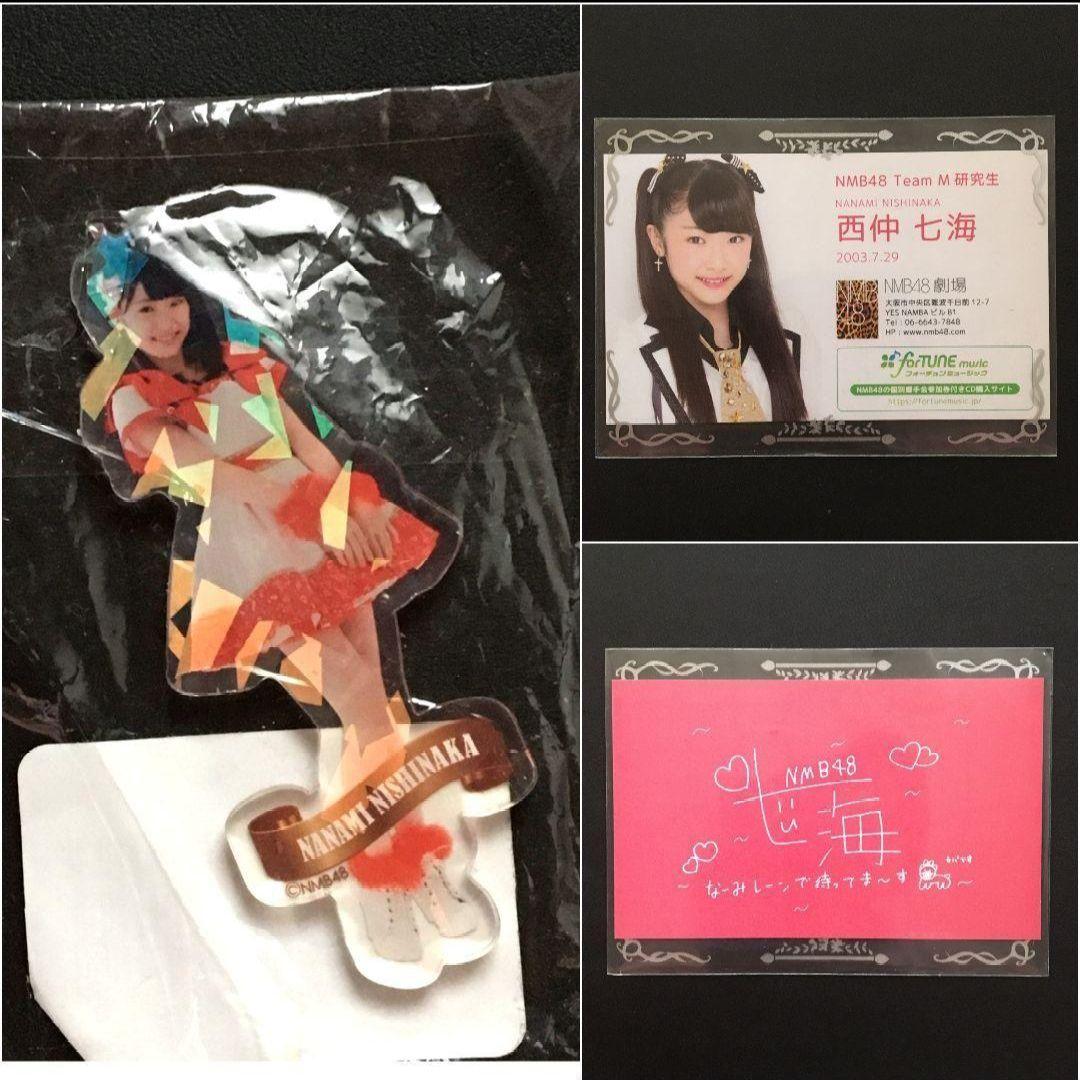 NANAMI NISHINAKA
©NMB48
NMB48 Team M 研究生
NANAMI NISHINAKA
西仲 七海
2003.7.29
NMB48 劇場
大阪市中央区難波千日前 12-7
YES NAMBA ビル B1
Tel : 06-6643-7848
HP : www.nmb48.com
forTUNE music
フォーチュンミュージック
NMB48の個別握手会参加券付きCD購入サイト
https://fortunemusic.jp/
NMB48
七海
~ なーみレーンで待ってま~す